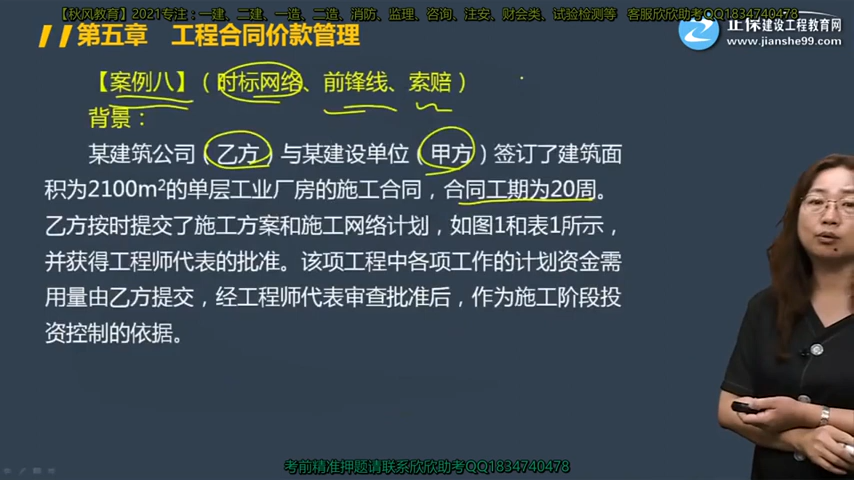 【秋风教育】2021专注：一建、二建、一造、二造、消防、监理、咨询、注安、财会类、试验检测等 客服欣欣助考QQ1834740478
第五章 工程合同价款管理
正保建设工程教育网
www.jianshe99.com
【案例八】（时标网络、前锋线、索赔）
背景：
某建筑公司（乙方）与某建设单位（甲方）签订了建筑面
积为2100m²的单层工业厂房的施工合同，合同工期为20周。
乙方按时提交了施工方案和施工网络计划，如图1和表1所示，
并获得工程师代表的批准。该项工程中各项工作的计划资金需
用量由乙方提交，经工程师代表审查批准后，作为施工阶段投
资控制的依据。
考前精准押题请联系欣欣助考QQ1834740478